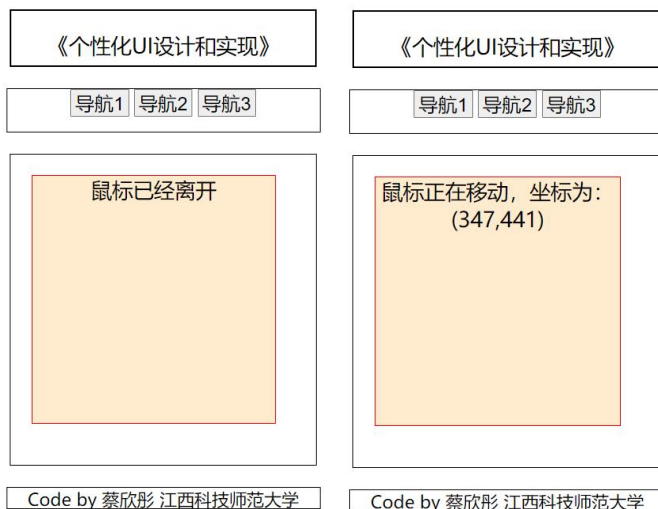 《个性化UI设计和实现》
导航1 导航2 导航3
鼠标已经离开
Code by 蔡欣彤 江西科技师范大学
《个性化UI设计和实现》
导航1 导航2 导航3
鼠标正在移动，坐标为：
(347,441)
Code by 蔡欣彤 江西科技师范大学